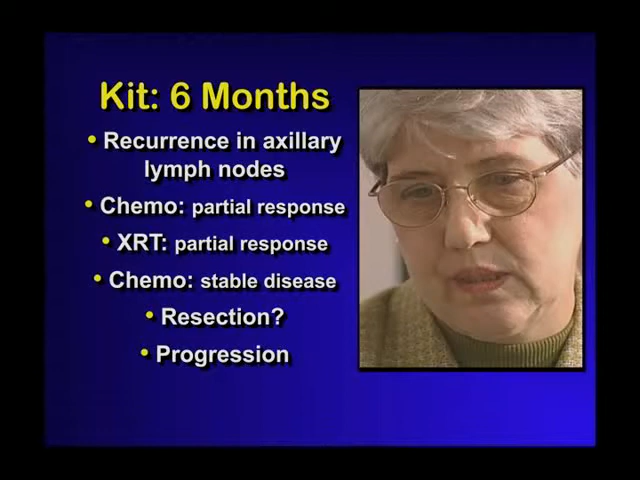 Kit: 6 Months
• Recurrence in axillary
lymph nodes
• Chemo: partial response
• XRT: partial response
• Chemo: stable disease
• Resection?
• Progression